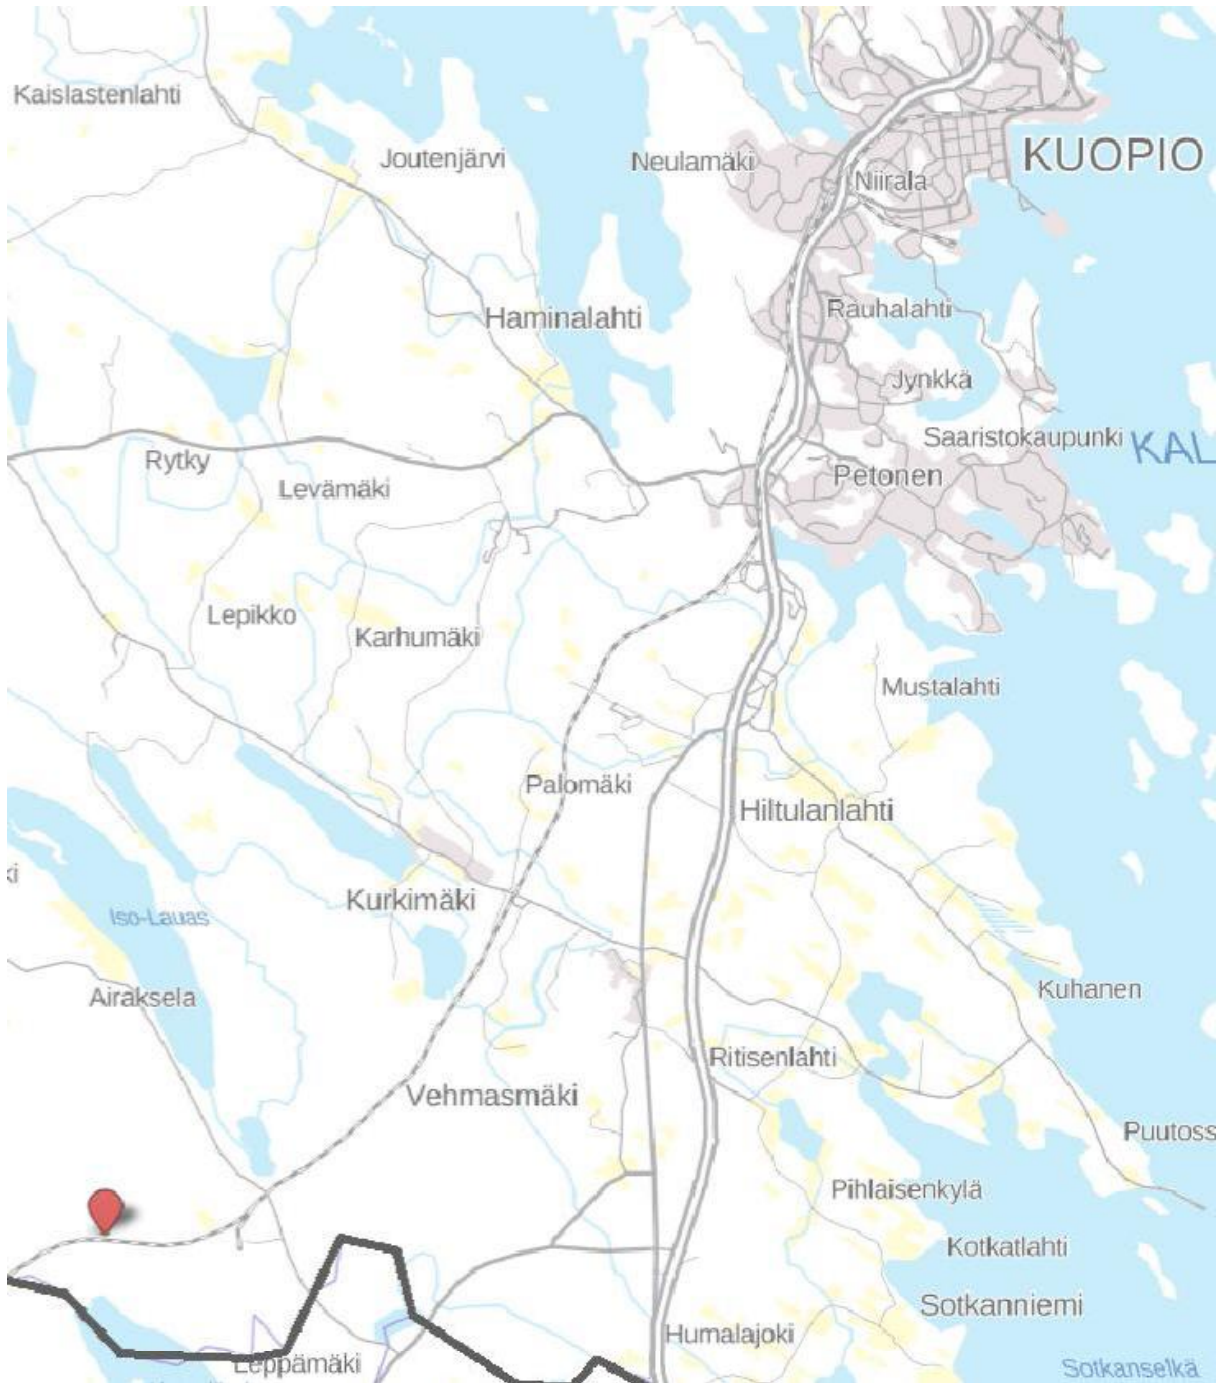 Kaislastenlahti
Joutenjärvi
Neulamäki
KUOPIO
Niirala
Rauhalahti
Haminalahti
Jynkkä
Saaristokaupunki
KAL
Rytky
Levämäki
Petonen
Lepikko
Karhumäki
Mustalahti
Palomäki
Hiltulanlahti
ki
Kurkimäki
Iso-Lauas
Airaksela
Kuhanen
Ritisenlahti
Vehmasmäki
Puutoss
Pihlaisenkylä
Kotkatlahti
Sotkanniemi
Humalajoki
Leppämäki
Sotkanselkä